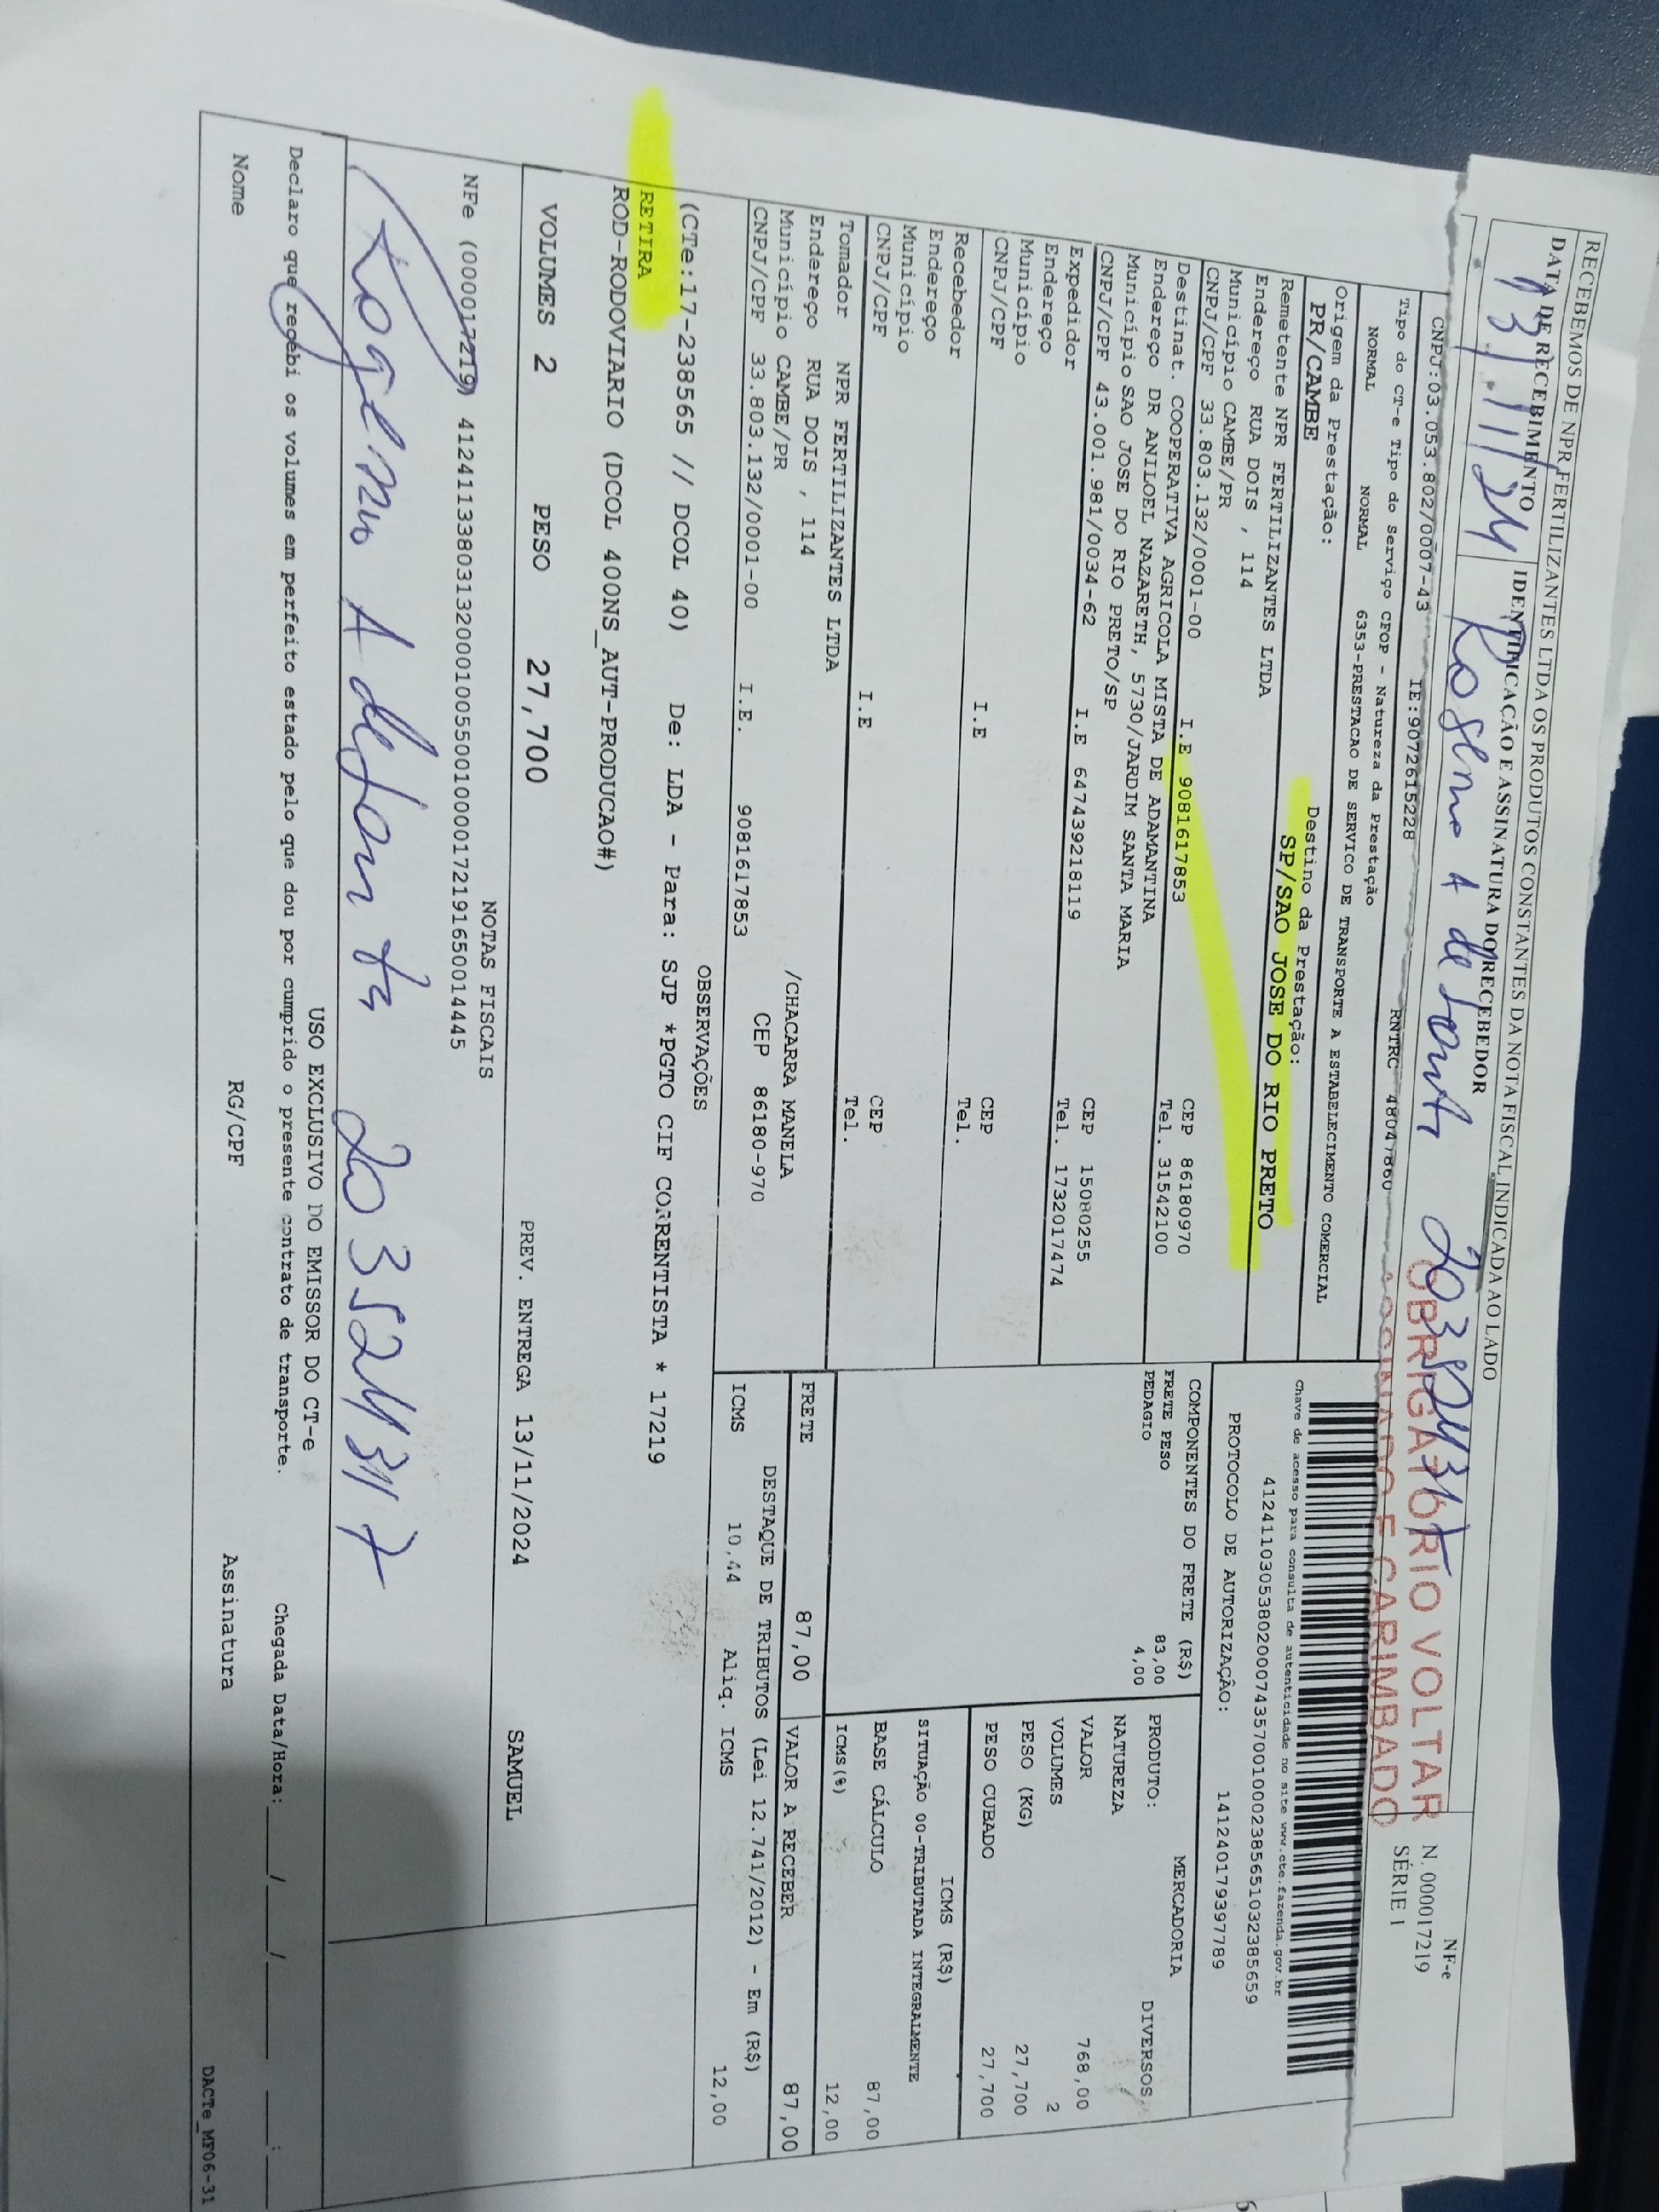 RECEBEMOS DE NPR FERTILIZANTES LTDA OS PRODUTOS CONSTANTES DA NOTA FISCAL INDICADA AO LADO
DATA DE RECEBIMENTO
IDENTIFICAÇÃO E ASSINATURA DO RECEBEDOR
13/11/24
2035243117
NF-e
N. 000017219
SÉRIE 1
OBRIGATÓRIO VOLTAR
ASSINADO E CARIMBADO
CNPJ:03.053.802/0007-43 IE:9072615228 RNTRC 48047860
Tipo do CT-e Tipo do Serviço CFOP - Natureza da Prestação
NORMAL NORMAL 6353-PRESTACAO DE SERVICO DE TRANSPORTE A ESTABELECIMENTO COMERCIAL
Origem da Prestação: Destino da Prestação:
PR/CAMBE SP/SAO JOSE DO RIO PRETO
Remetente NPR FERTILIZANTES LTDA
Endereço RUA DOIS , 114
Município CAMBE/PR CEP 86180970
CNPJ/CPF 33.803.132/0001-00 I.E 9081617853 Tel. 31542100
Destinat. COOPERATIVA AGRICOLA MISTA DE ADAMANTINA
Endereço DR ANILOEL NAZARETH, 5730/JARDIM SANTA MARIA
Município SAO JOSE DO RIO PRETO/SP CEP 15080255
CNPJ/CPF 43.001.981/0034-62 I.E 647439218119 Tel. 1732017474
Expedidor
Endereço
Município CEP
CNPJ/CPF I.E Tel.
Recebedor
Endereço
Município CEP
CNPJ/CPF I.E Tel.
Tomador NPR FERTILIZANTES LTDA
Endereço RUA DOIS , 114 /CHACARA MANELA
Município CAMBE/PR CEP 86180-970
CNPJ/CPF 33.803.132/0001-00 I.E. 9081617853
Chave de acesso para consulta de autenticidade no site www.cte.fazenda.gov.br
41241103053802000743570010002385651032385659
PROTOCOLO DE AUTORIZAÇÃO: 141240179397789
COMPONENTES DO FRETE (R$)
FRETE PESO 83,00
PEDAGIO 4,00
MERCADORIA
PRODUTO: DIVERSOS
NATUREZA
VALOR 768,00
VOLUMES 2
PESO (KG) 27,700
PESO CUBADO 27,700
ICMS (R$)
SITUAÇÃO 00-TRIBUTADA INTEGRALMENTE
BASE CÁLCULO 87,00
ICMS(%) 12,00
FRETE 87,00 VALOR A RECEBER 87,00
DESTAQUE DE TRIBUTOS (Lei 12.741/2012) - Em (R$)
ICMS 10,44 Aliq. ICMS 12,00
OBSERVAÇÕES
(CTe:17-238565 // DCOL 40) De: LDA - Para: SJP *PGTO CIF CORRENTISTA * 17219
RETIRA
ROD-RODOVIARIO (DCOL 400NS_AUT-PRODUCAO#)
VOLUMES 2 PESO 27,700 PREV. ENTREGA 13/11/2024 SAMUEL
NOTAS FISCAIS
NFe (000017219) 41241133803132000100550010000172191650014445
2035243117
USO EXCLUSIVO DO EMISSOR DO CT-e
Declaro que recebi os volumes em perfeito estado pelo que dou por cumprido o presente contrato de transporte. Chegada Data/Hora: ____/____/____ ___:___
Nome RG/CPF Assinatura
DACTe_MF06-31